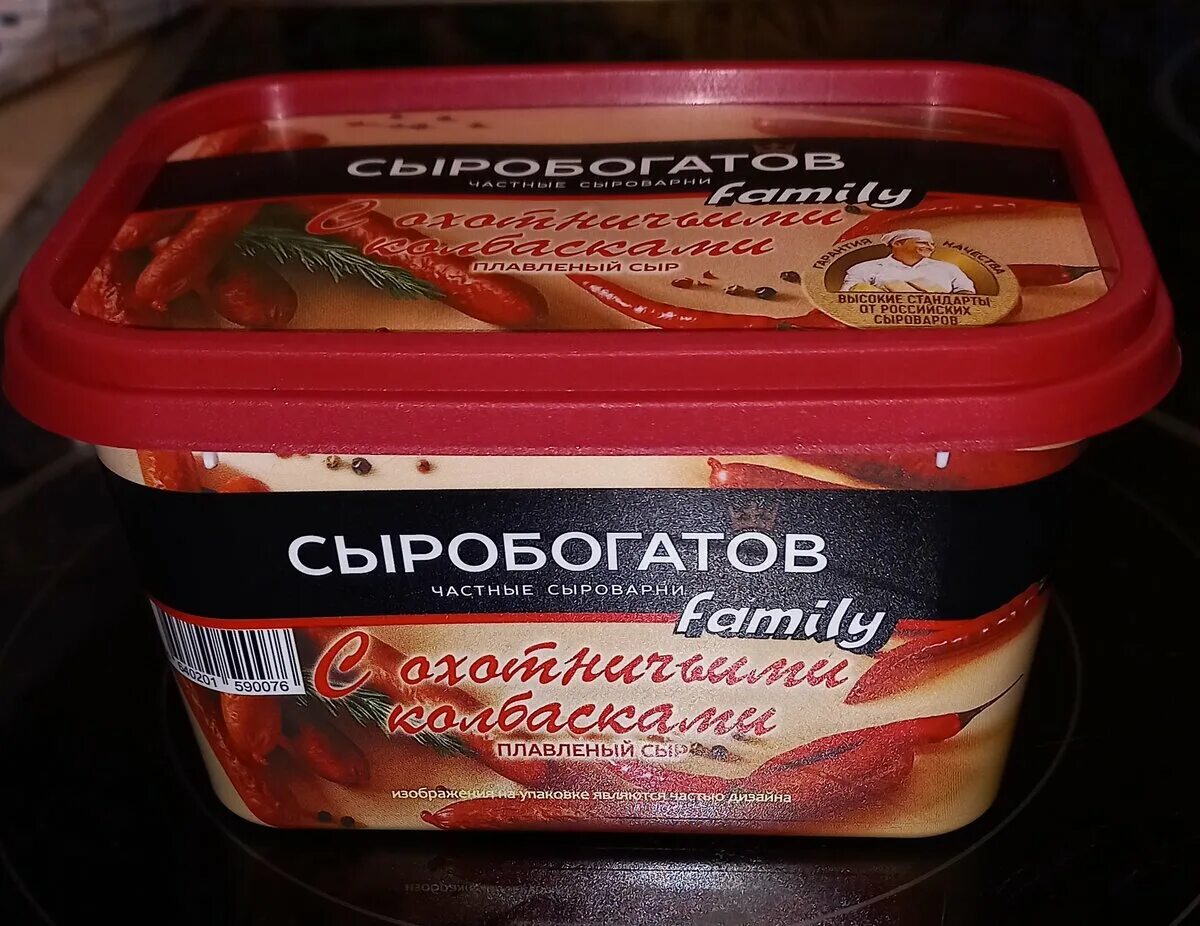 СЫРОБОГАТОВ
ЧАСТНЫЕ СЫРОВАРНИ
family
С охотничьими
колбасками
ПЛАВЛЕНЫЙ СЫР
ГАРАНТИЯ КАЧЕСТВА
ВЫСОКИЕ СТАНДАРТЫ
ОТ РОССИЙСКИХ
СЫРОВАРОВ
СЫРОБОГАТОВ
ЧАСТНЫЕ СЫРОВАРНИ
family
С охотничьими
колбасками
ПЛАВЛЕНЫЙ СЫР
590076
изображения на упаковке являются частью дизайна